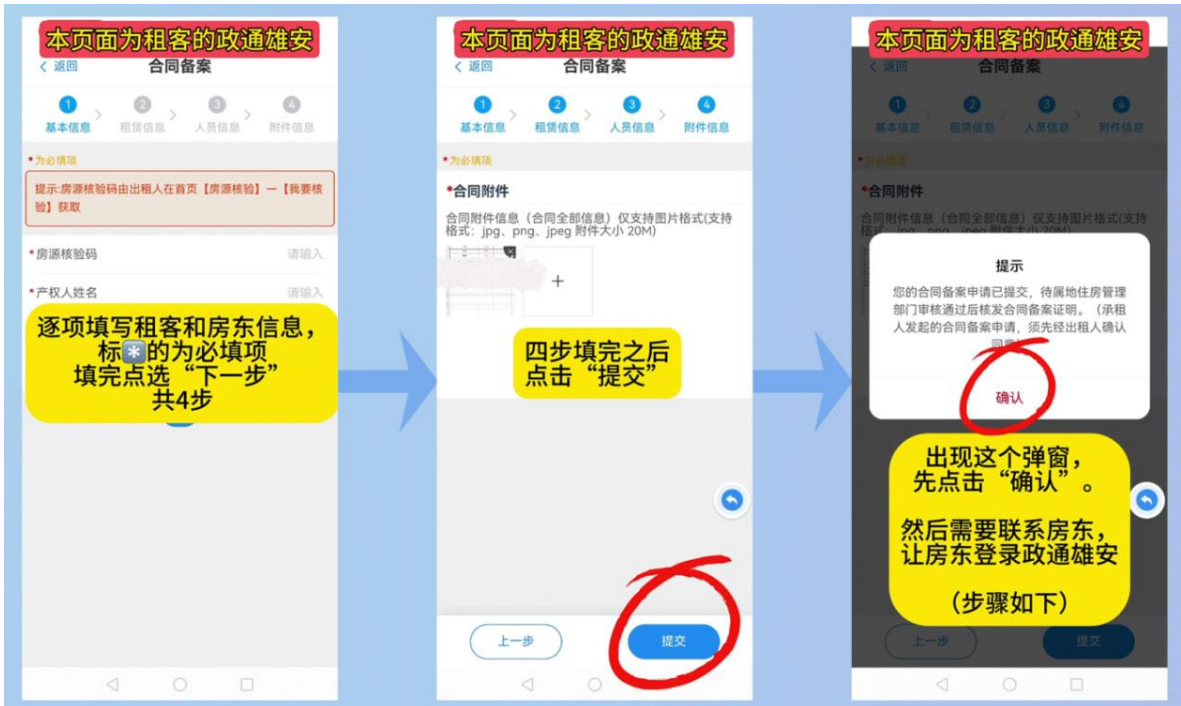 本页面为租客的政通雄安
返回
合同备案
1
2
3
4
基本信息
租赁信息
人员信息
附件信息
*为必填项
提示:房源核验码由出租人在首页【房源核验】—【我要核
验】获取
*房源核验码
请输入
*产权人姓名
请输入
逐项填写租客和房东信息，
标*的为必填项
填完点选“下一步”
共4步
本页面为租客的政通雄安
返回
合同备案
1
2
3
4
基本信息
租赁信息
人员信息
附件信息
*为必填项
*合同附件
合同附件信息（合同全部信息）仅支持图片格式(支持
格式：jpg、png、jpeg 附件大小 20M)
+
四步填完之后
点击“提交”
上一步
提交
本页面为租客的政通雄安
返回
合同备案
1
2
3
4
基本信息
租赁信息
人员信息
附件信息
*为必填项
*合同附件
合同附件信息（合同全部信息）仅支持图片格式(支持
格式：jpg、png、jpeg 附件大小 20M)
提示
您的合同备案申请已提交，待属地住房管理
部门审核通过后核发合同备案证明。（承租
人发起的合同备案申请，须先经出租人确认
同意
确认
出现这个弹窗，
先点击“确认”。
然后需要联系房东，
让房东登录政通雄安
（步骤如下）
上一步
提交